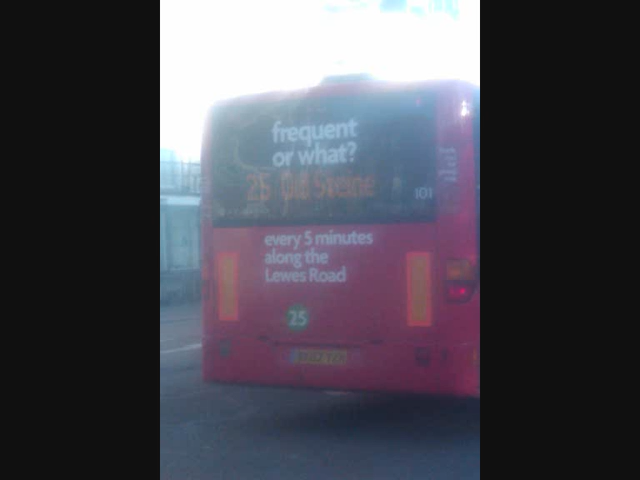 frequent
or what?
25 Old Steine
101
every 5 minutes
along the
Lewes Road
25